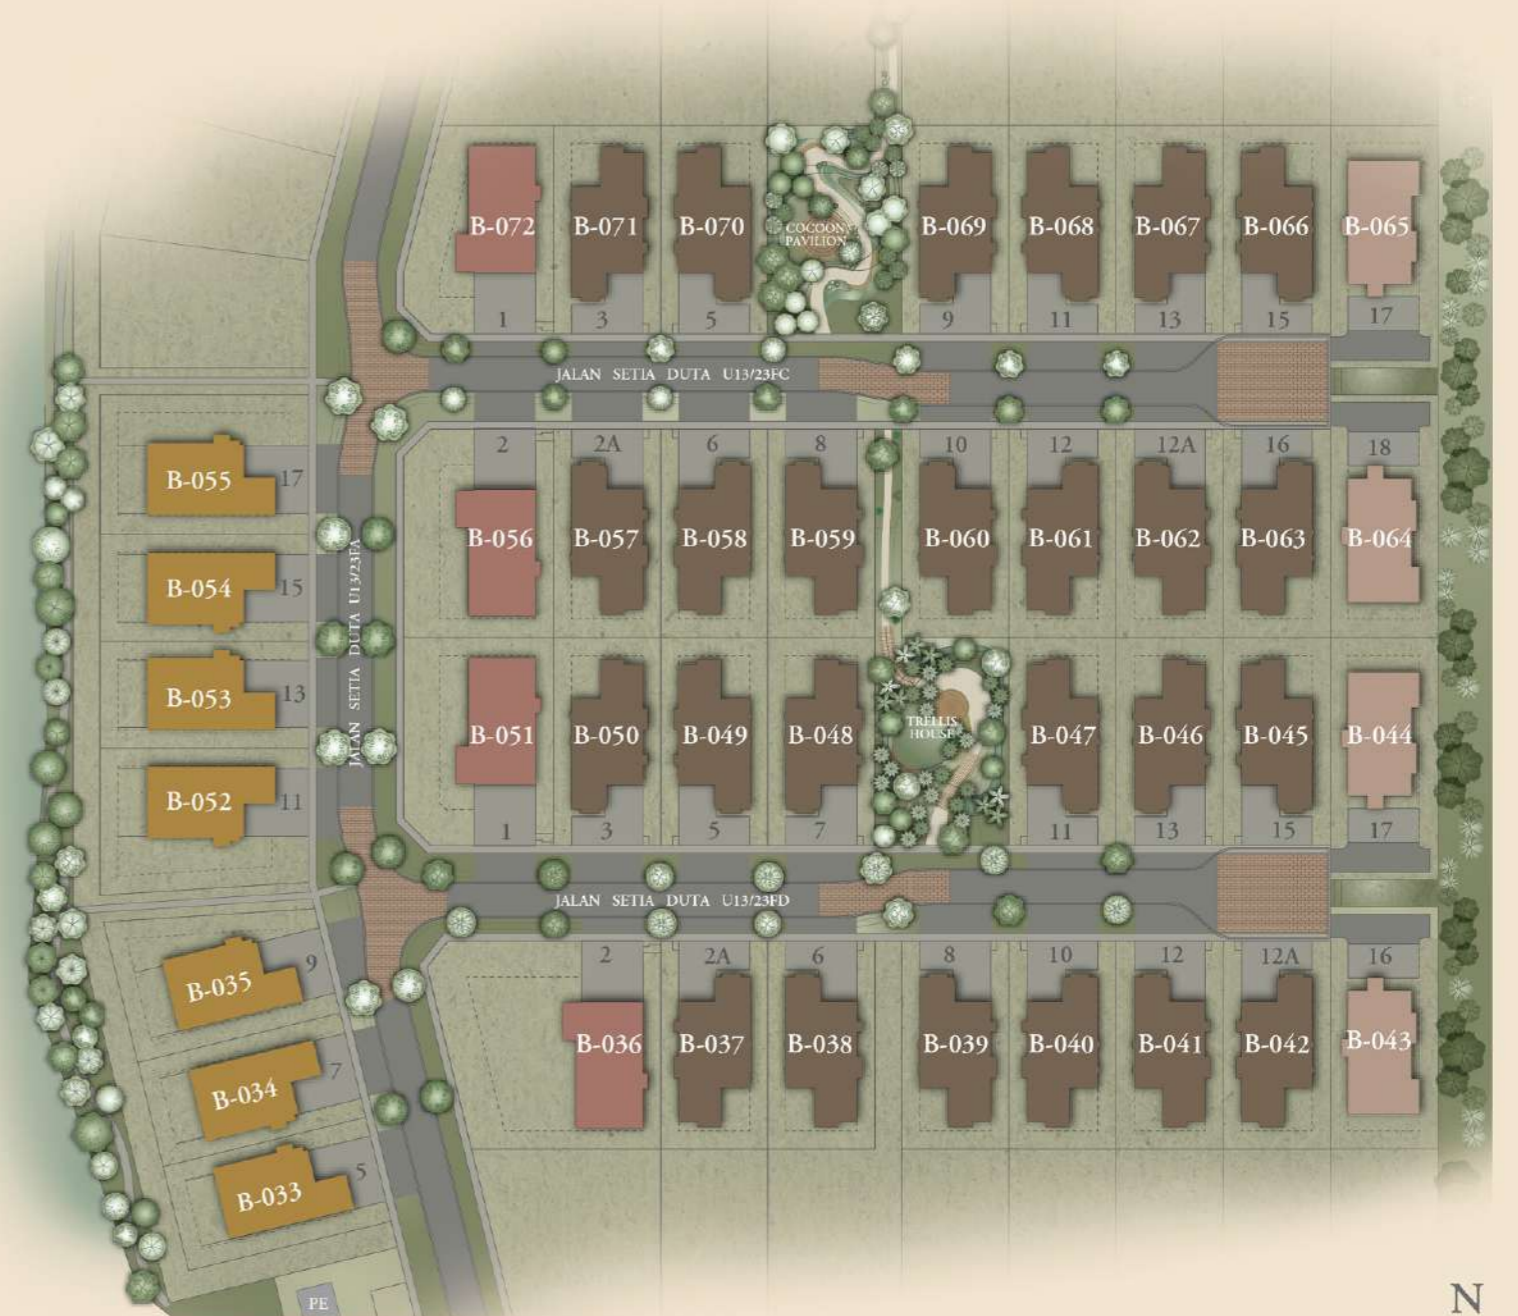 B-072
B-071
B-070
COCOON
PAVILION
B-069
B-068
B-067
B-066
B-065
1
3
5
9
11
13
15
17
JALAN SETIA DUTA U13/23FC
2
2A
6
8
10
12
12A
16
18
B-055
17
B-056
B-057
B-058
B-059
B-060
B-061
B-062
B-063
B-064
B-054
15
JALAN SETIA DUTA U13/23FA
B-053
13
B-051
B-050
B-049
B-048
TRELLIS
HOUSE
B-047
B-046
B-045
B-044
B-052
11
1
3
5
7
11
13
15
17
JALAN SETIA DUTA U13/23FD
2
2A
6
8
10
12
12A
16
B-035
9
B-036
B-037
B-038
B-039
B-040
B-041
B-042
B-043
B-034
7
B-033
5
PE
N